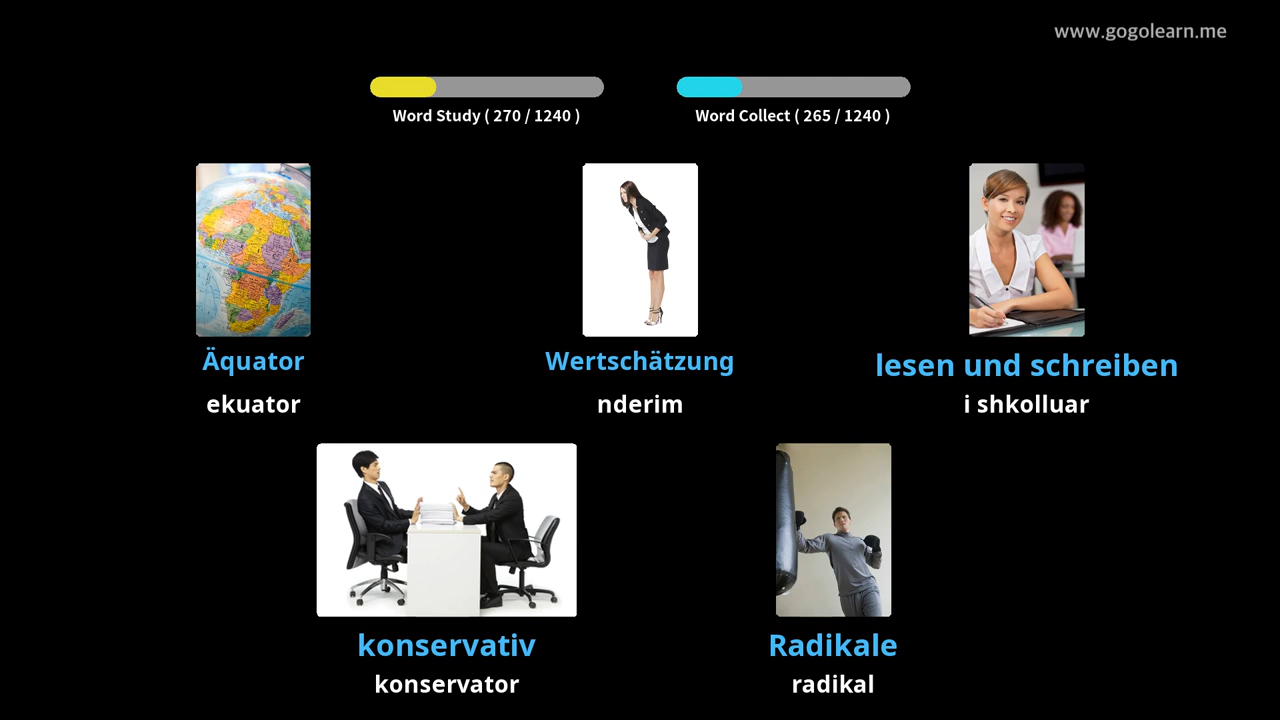 www.gogolearn.me
Word Study ( 270 / 1240 )
Word Collect ( 265 / 1240 )
Äquator
Wertschätzung
lesen und schreiben
ekuator
nderim
i shkolluar
konservativ
Radikale
konservator
radikal